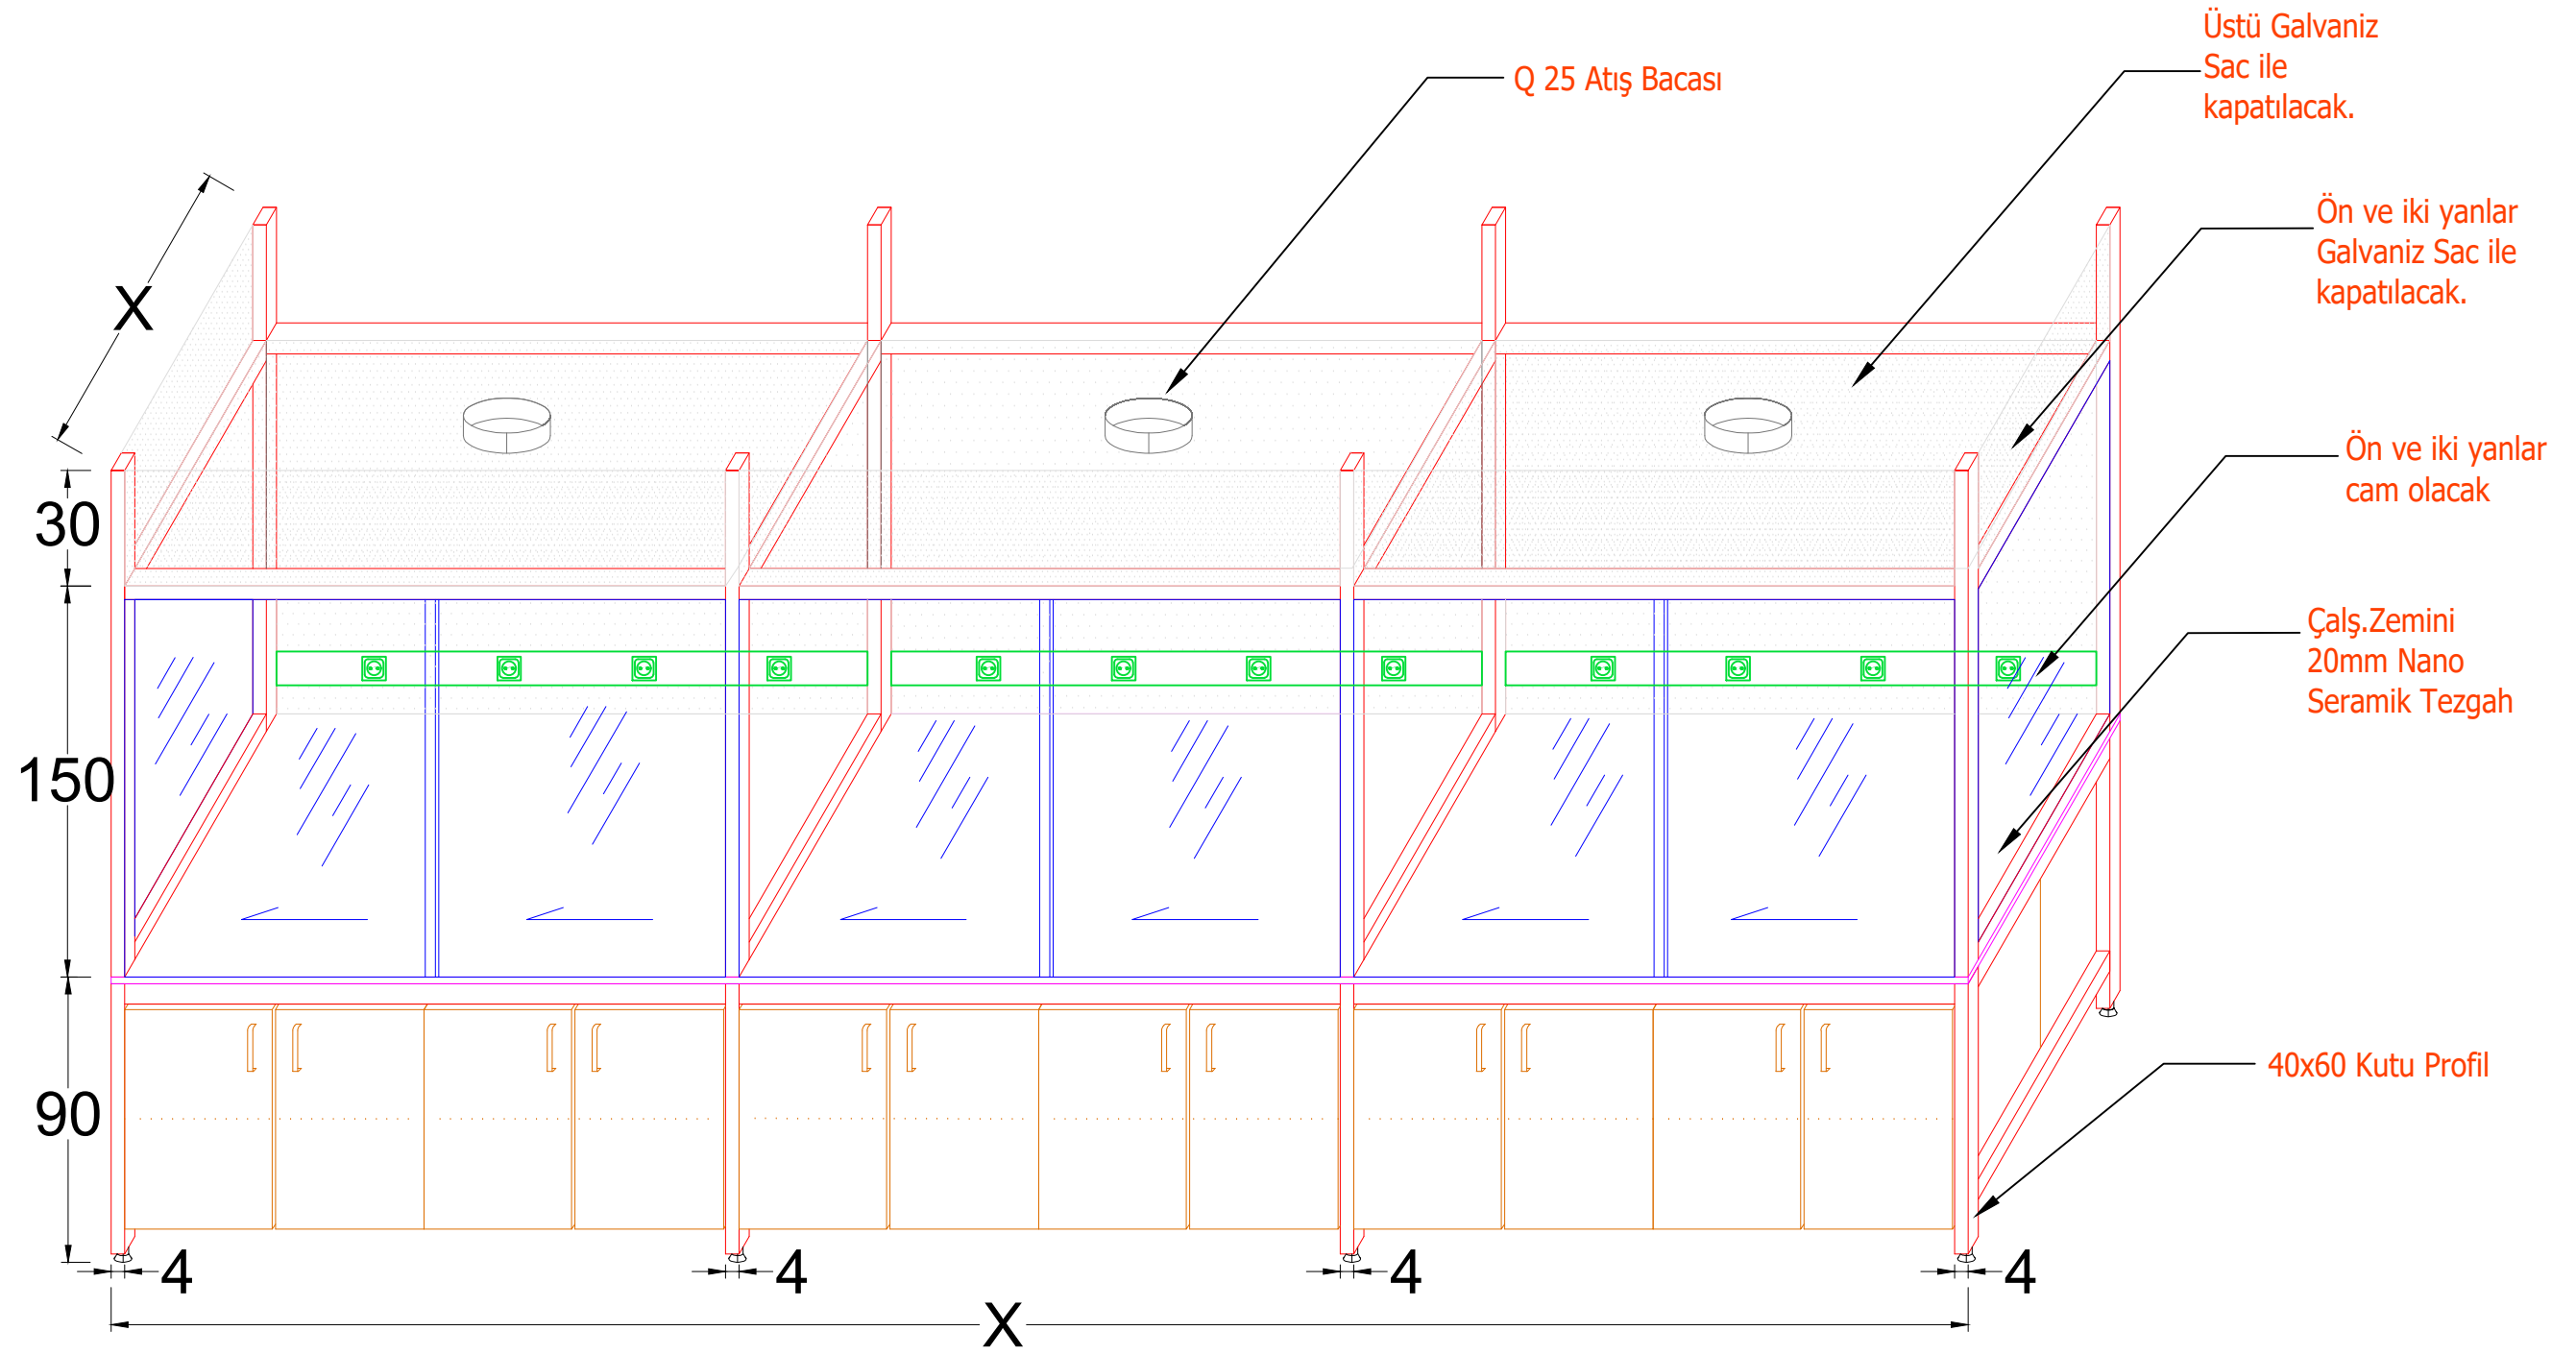 Üstü Galvaniz
Sac ile
kapatılacak.
Q 25 Atış Bacası
Ön ve iki yanlar
Galvaniz Sac ile
kapatılacak.
X
Ön ve iki yanlar
cam olacak
30
Çalş.Zemini
20mm Nano
Seramik Tezgah
150
40x60 Kutu Profil
90
4
4
4
4
X